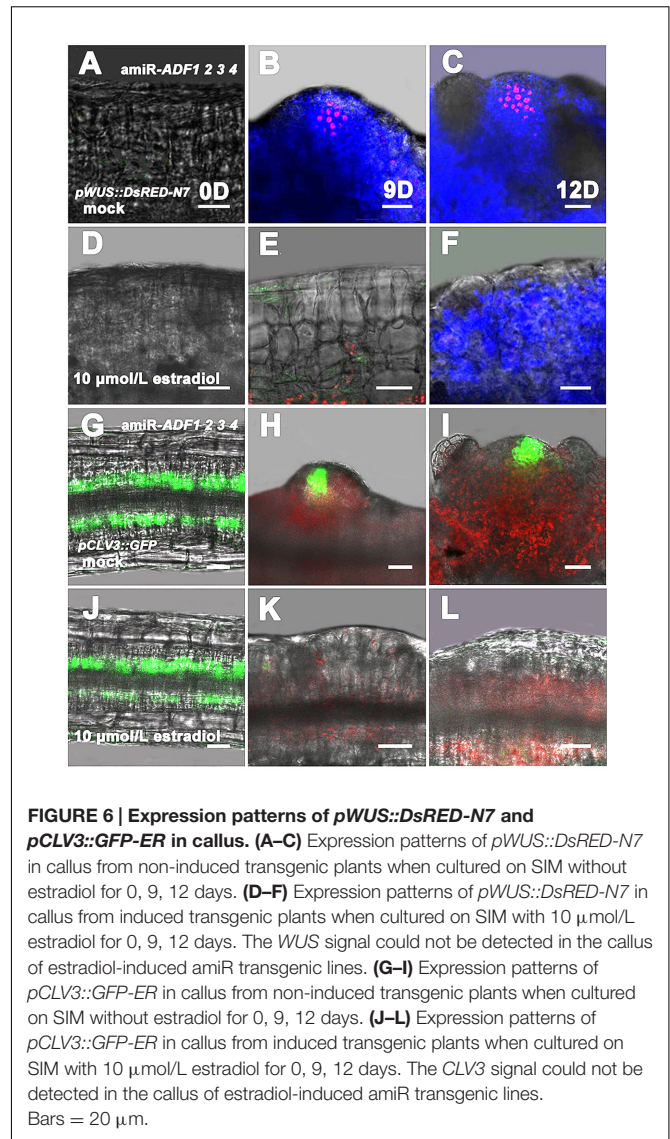 A
amiR-ADF1 2 3 4
B
C
pWUS::DsRED-N7
0D
mock
9D
12D
D
E
F
10 µmol/L estradiol
G
amiR-ADF1 2 3 4
H
I
pCLV3::GFP
mock
J
K
L
10 µmol/L estradiol
FIGURE 6 | Expression patterns of pWUS::DsRED-N7 and
pCLV3::GFP-ER in callus. (A–C) Expression patterns of pWUS::DsRED-N7
in callus from non-induced transgenic plants when cultured on SIM without
estradiol for 0, 9, 12 days. (D–F) Expression patterns of pWUS::DsRED-N7 in
callus from induced transgenic plants when cultured on SIM with 10 µmol/L
estradiol for 0, 9, 12 days. The WUS signal could not be detected in the callus
of estradiol-induced amiR transgenic lines. (G–I) Expression patterns of
pCLV3::GFP-ER in callus from non-induced transgenic plants when cultured
on SIM without estradiol for 0, 9, 12 days. (J–L) Expression patterns of
pCLV3::GFP-ER in callus from induced transgenic plants when cultured on
SIM with 10 µmol/L estradiol for 0, 9, 12 days. The CLV3 signal could not be
detected in the callus of estradiol-induced amiR transgenic lines.
Bars = 20 µm.